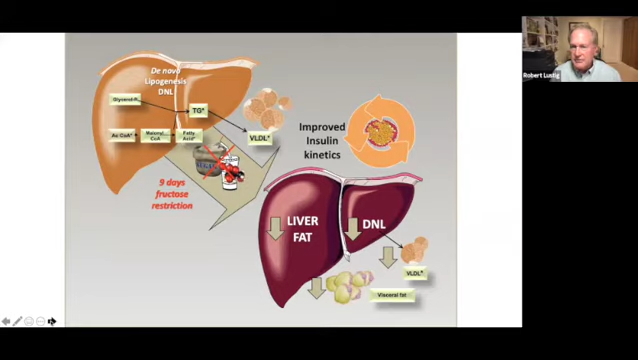 De novo
Lipogenesis
DNL
Glycerol-P
TG*
VLDL*
Ac CoA*
Malonyl
CoA
Fatty
Acid*
9 days
fructose
restriction
Improved
Insulin
kinetics
LIVER
FAT
DNL
VLDL*
Visceral fat
Robert Lustig